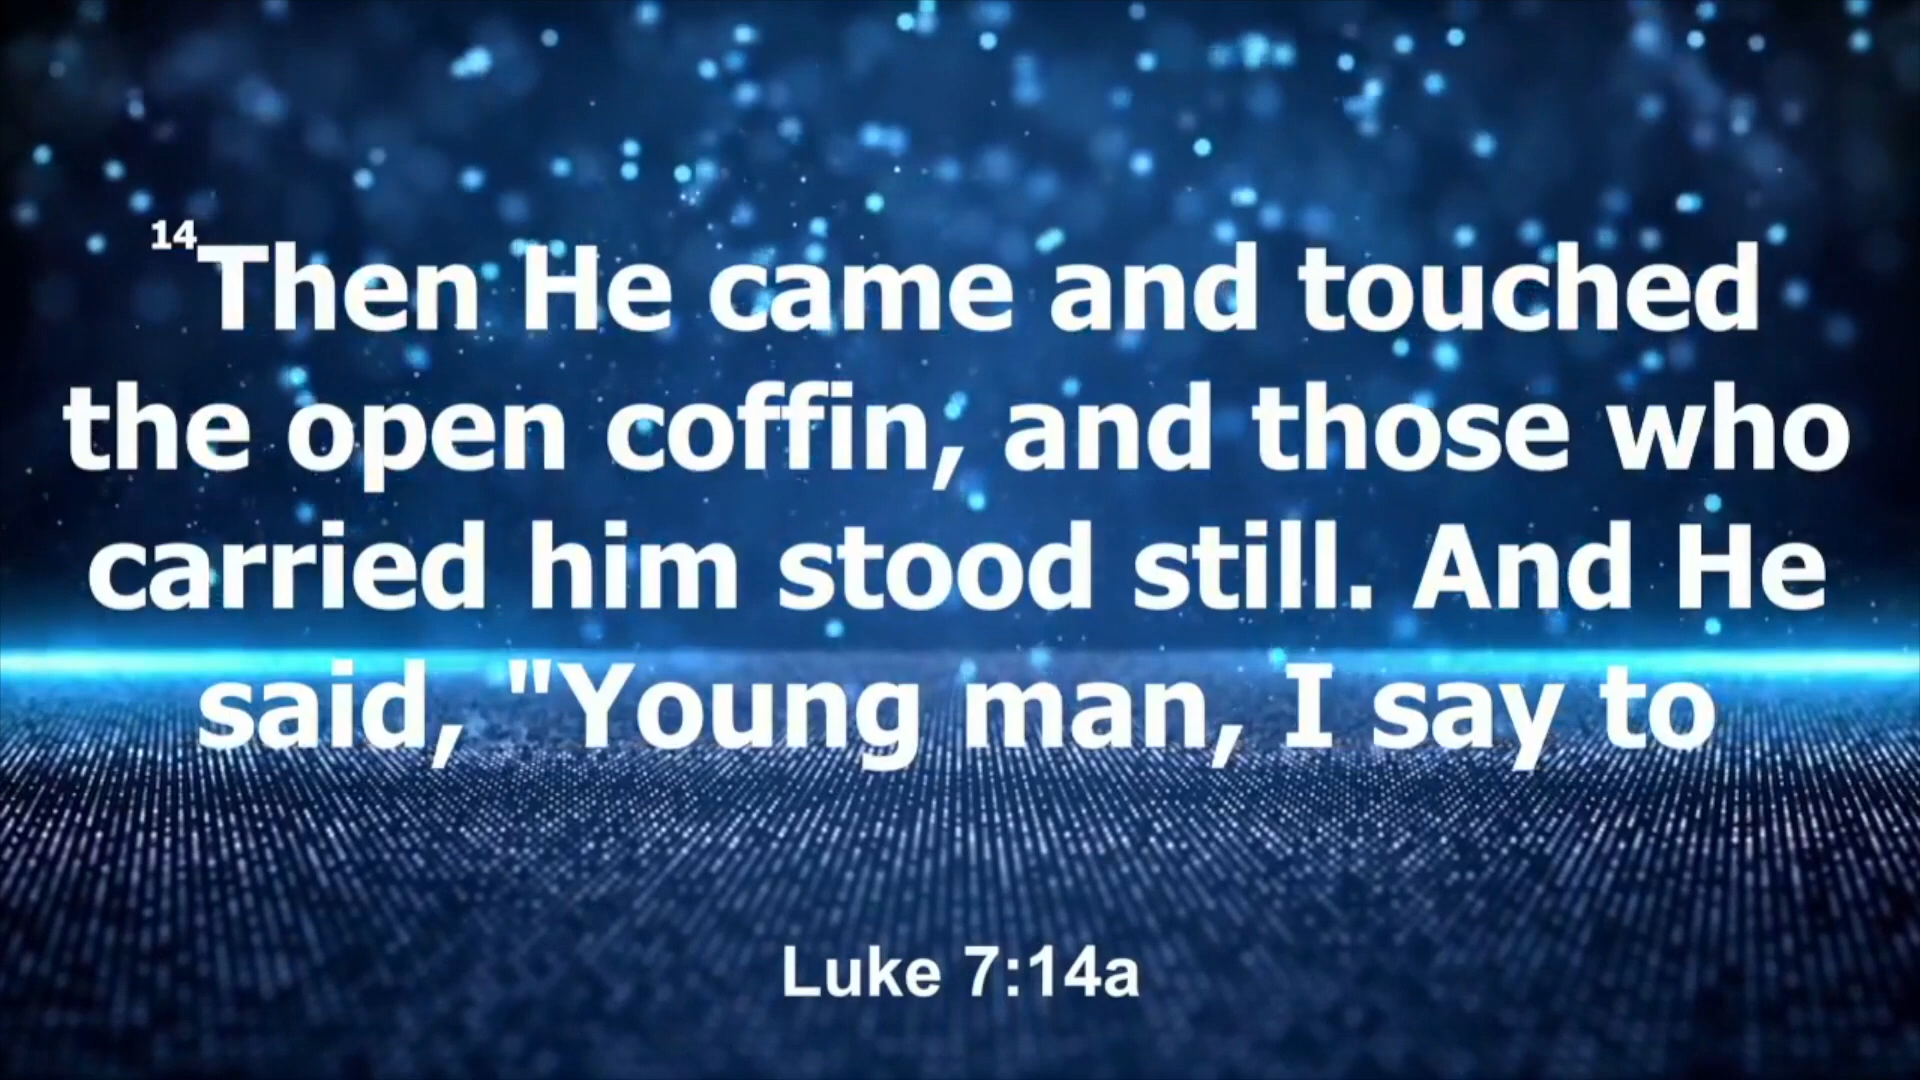 14Then He came and touched
the open coffin, and those who
carried him stood still. And He
said, "Young man, I say to
Luke 7:14a